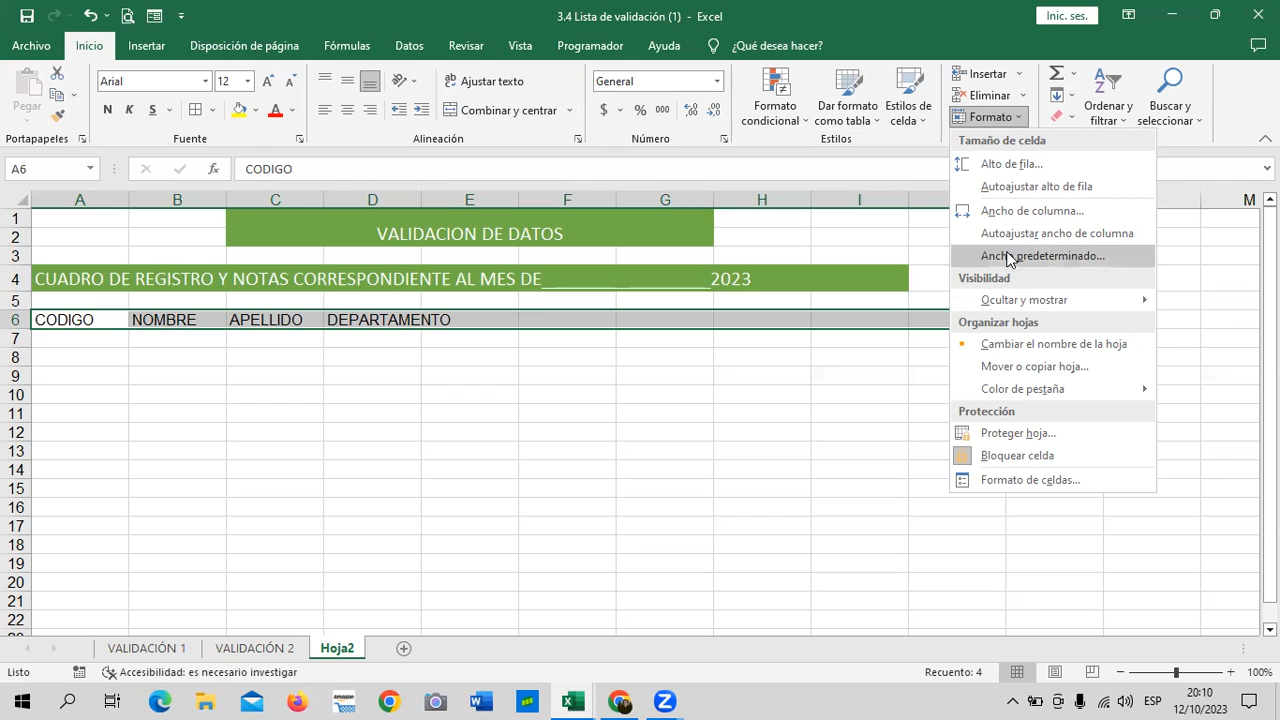 3.4 Lista de validación (1) - Excel
Inic. ses.
Archivo Inicio Insertar Disposición de página Fórmulas Datos Revisar Vista Programador Ayuda ¿Qué desea hacer?
Pegar
Arial 12
N K S
Ajustar texto
Combinar y centrar
General
$ % 000
Formato condicional
Dar formato como tabla
Estilos de celda
Insertar
Eliminar
Formato
Ordenar y filtrar
Buscar y seleccionar
Portapapeles Fuente Alineación Número Estilos
A6 fx CODIGO
A B C D E F G H M
1
2 VALIDACION DE DATOS
3
4 CUADRO DE REGISTRO Y NOTAS CORRESPONDIENTE AL MES DE__________________2023
5
6 CODIGO NOMBRE APELLIDO DEPARTAMENTO
7
8
9
10
11
12
13
14
15
16
17
18
19
20
21
22
Tamaño de celda
Alto de fila...
Autoajustar alto de fila
Ancho de columna...
Autoajustar ancho de columna
Ancho predeterminado...
Visibilidad
Ocultar y mostrar
Organizar hojas
Cambiar el nombre de la hoja
Mover o copiar hoja...
Color de pestaña
Protección
Proteger hoja...
Bloquear celda
Formato de celdas...
VALIDACIÓN 1 VALIDACIÓN 2 Hoja2
Listo Accesibilidad: es necesario investigar Recuento: 4 100%
ESP
20:10
12/10/2023